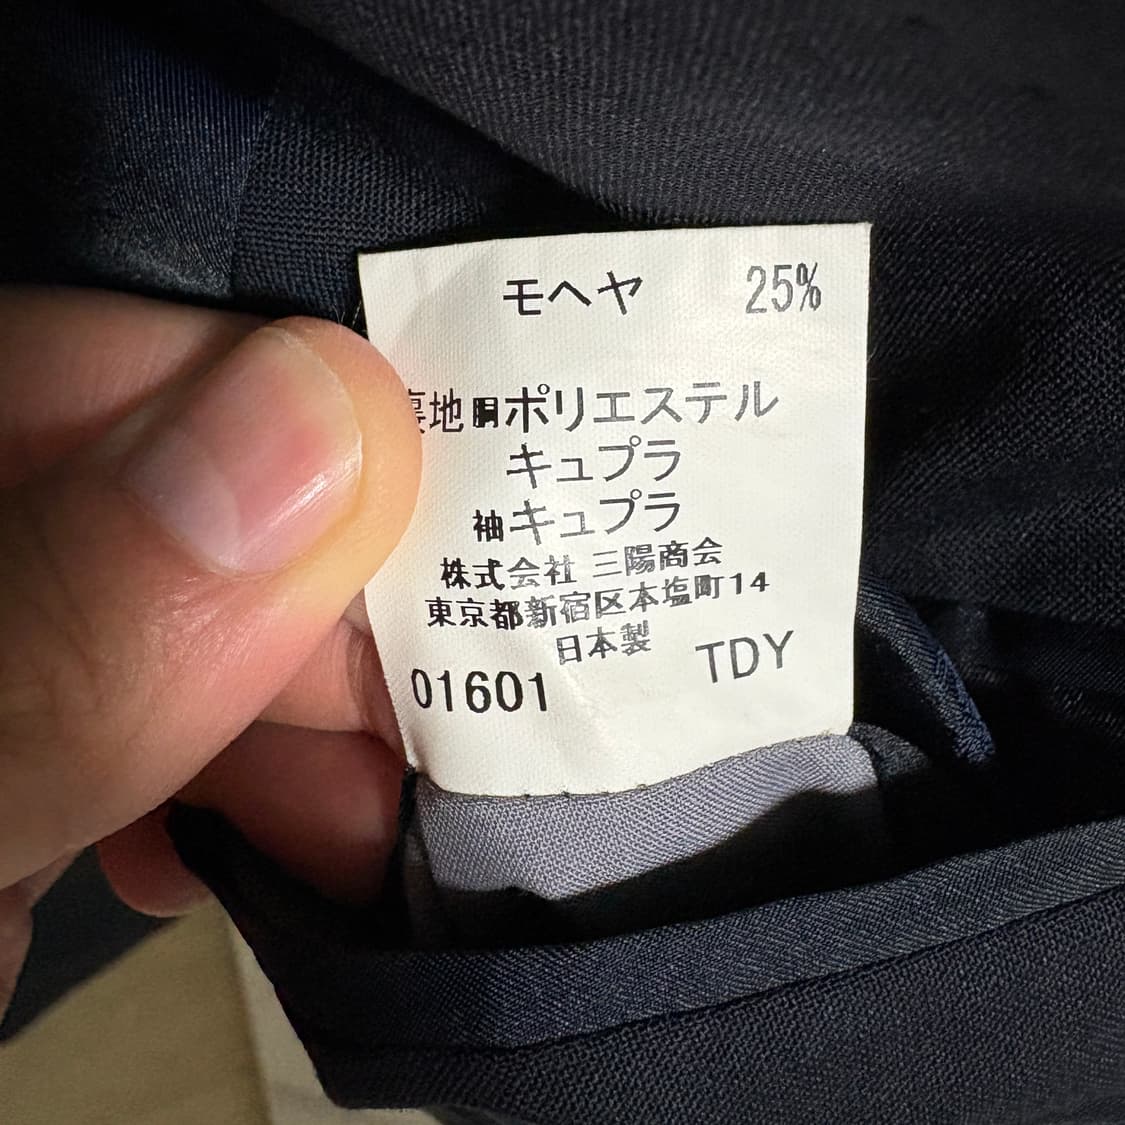 モヘヤ 25%
裏地 胴 ポリエステル
キュプラ
袖 キュプラ
株式会社 三陽商会
東京都新宿区本塩町14
日本製
01601 TDY